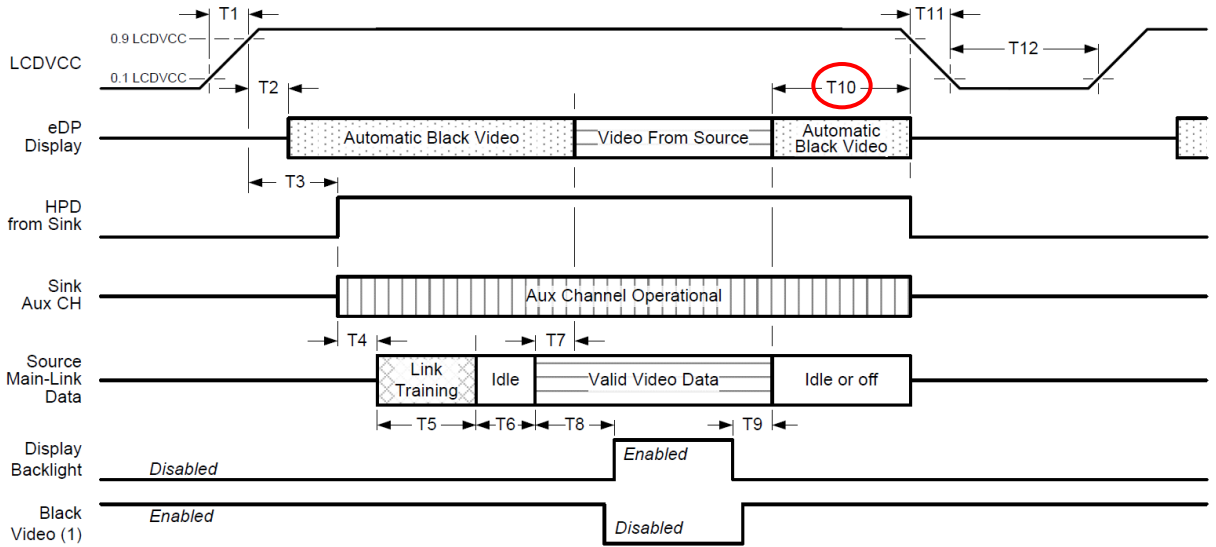 T1
T11
0.9 LCDVCC
T12
LCDVCC
0.1 LCDVCC
T2
T10
eDP
Display
Automatic Black Video
Video From Source
Automatic
Black Video
T3
HPD
from Sink
Sink
Aux CH
Aux Channel Operational
T4
T7
Source
Main-Link
Data
Link
Training
Idle
Valid Video Data
Idle or off
T5
T6
T8
T9
Display
Backlight
Disabled
Enabled
Black
Video (1)
Enabled
Disabled